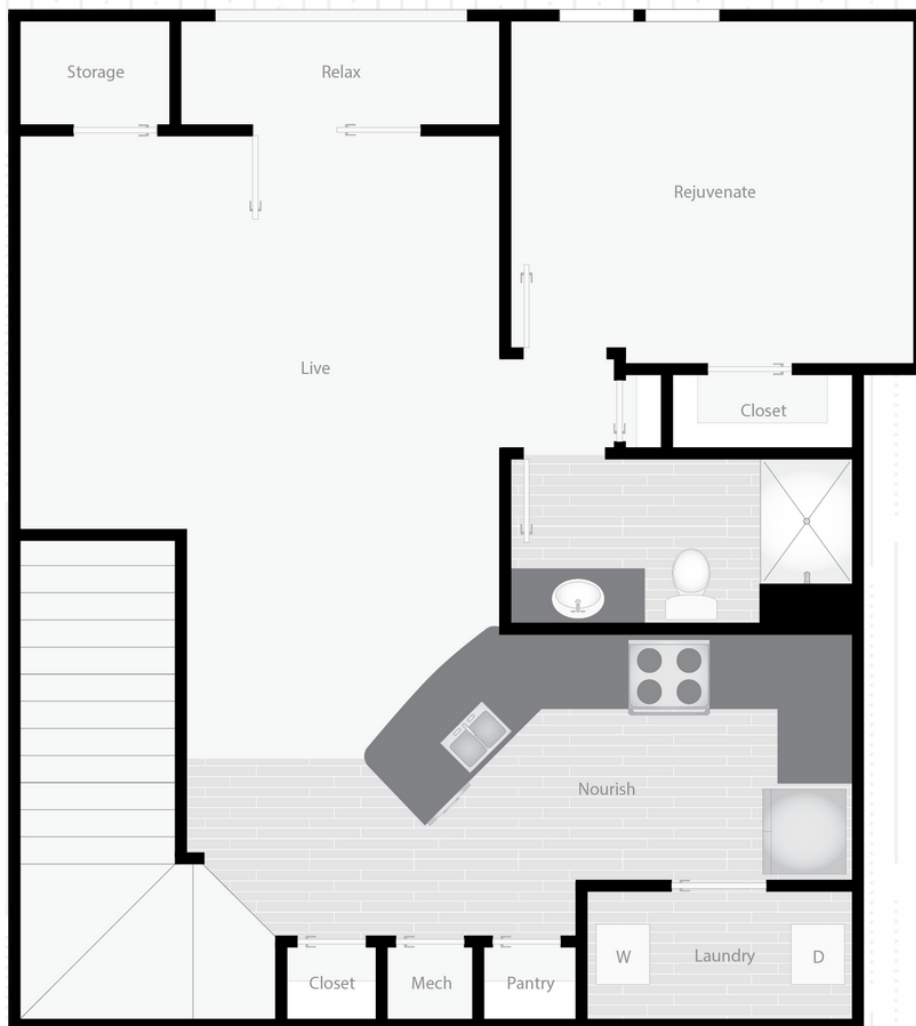 Storage
Relax
Rejuvenate
Live
Closet
Nourish
W
Laundry
D
Closet
Mech
Pantry